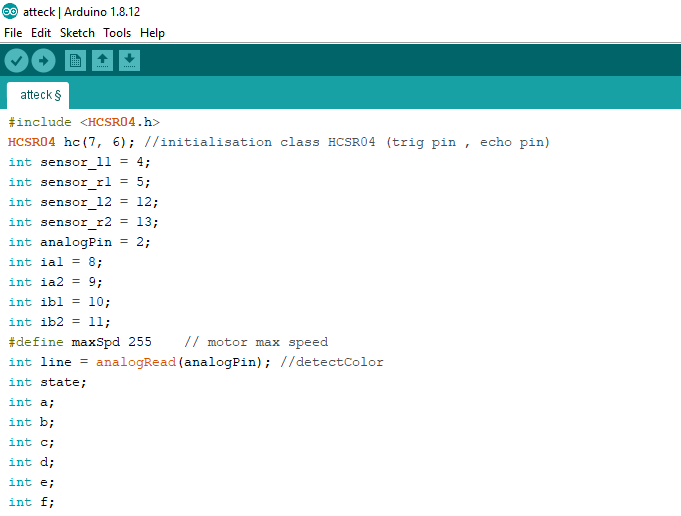 atteck | Arduino 1.8.12
File Edit Sketch Tools Help
atteck §
#include <HCSR04.h>
HCSR04 hc(7, 6); //initialisation class HCSR04 (trig pin , echo pin)
int sensor_l1 = 4;
int sensor_r1 = 5;
int sensor_l2 = 12;
int sensor_r2 = 13;
int analogPin = 2;
int ia1 = 8;
int ia2 = 9;
int ib1 = 10;
int ib2 = 11;
#define maxSpd 255    // motor max speed
int line = analogRead(analogPin); //detectColor
int state;
int a;
int b;
int c;
int d;
int e;
int f;